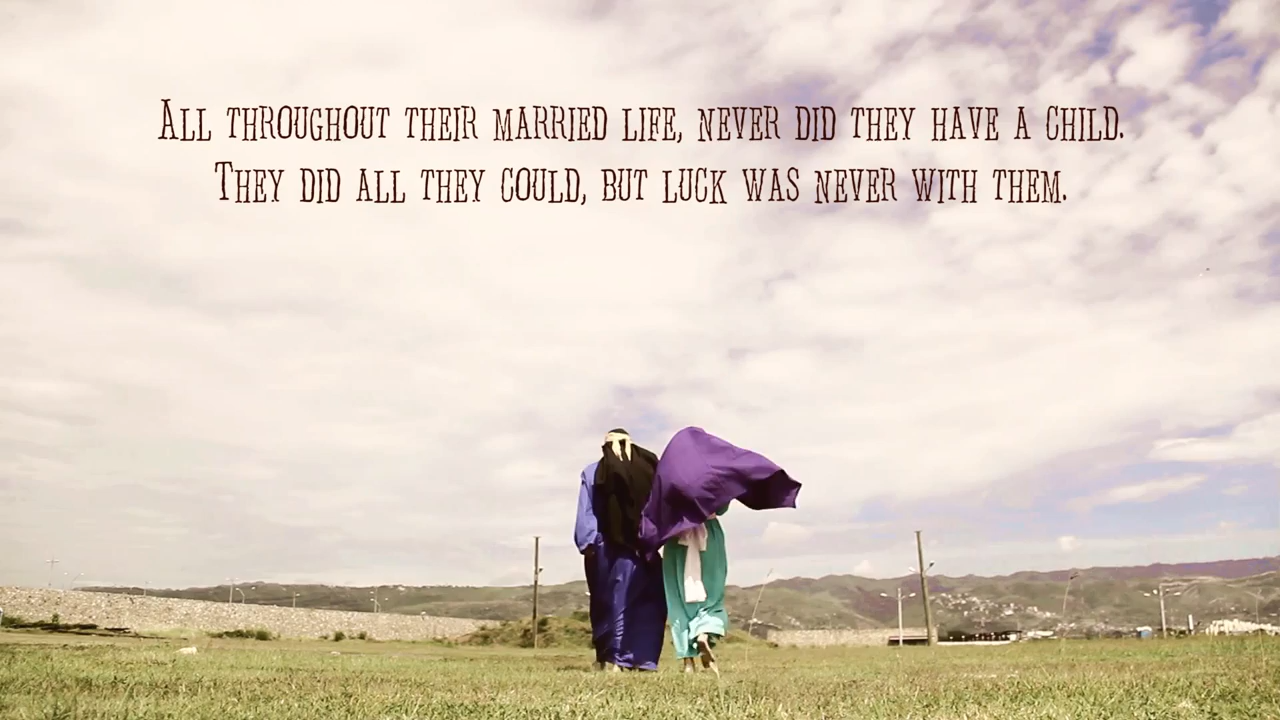 All throughout their married life, never did they have a child.
They did all they could, but luck was never with them.